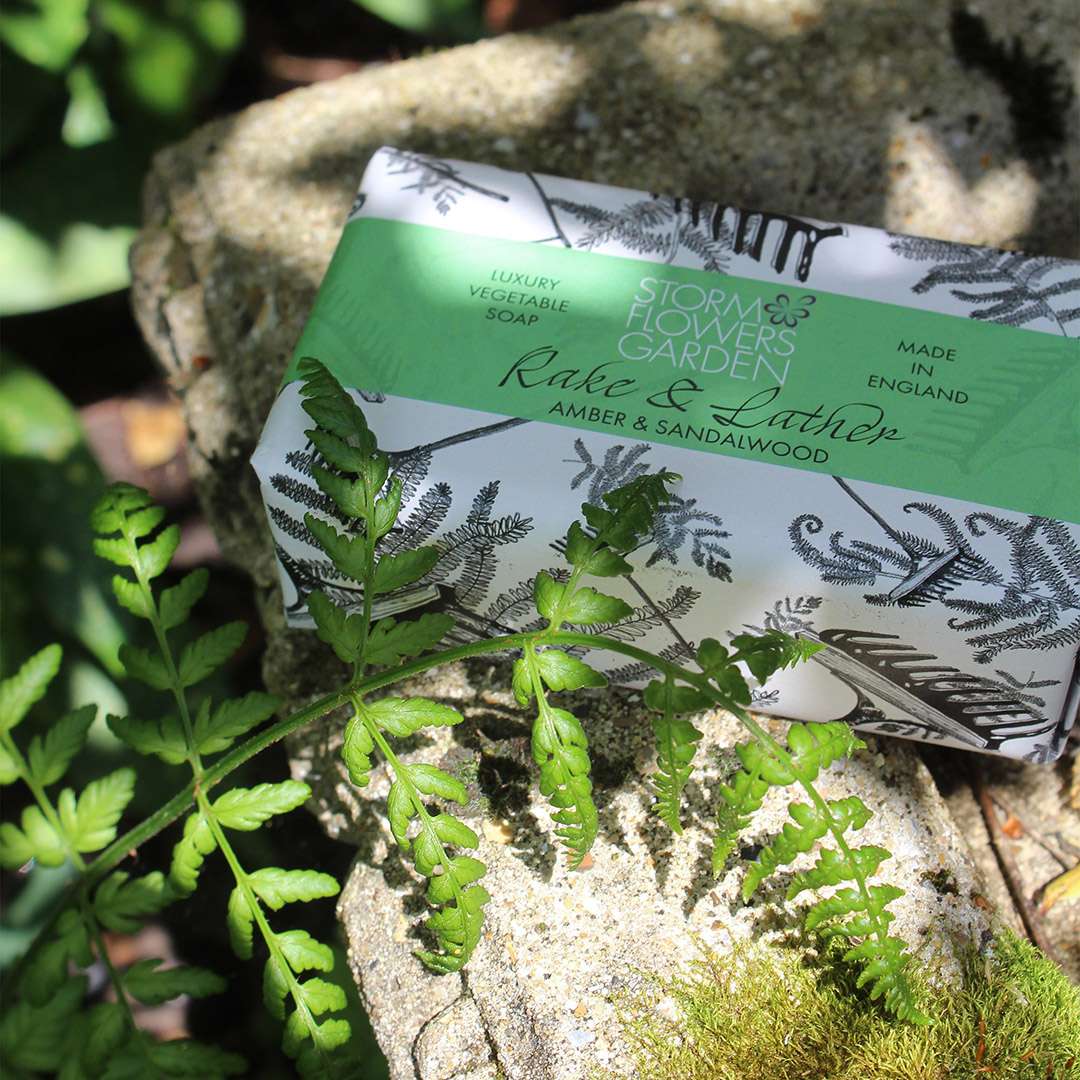 LUXURY
VEGETABLE
SOAP
STORM
FLOWERS
GARDEN
MADE
IN
ENGLAND
Rake & Lather
AMBER & SANDALWOOD